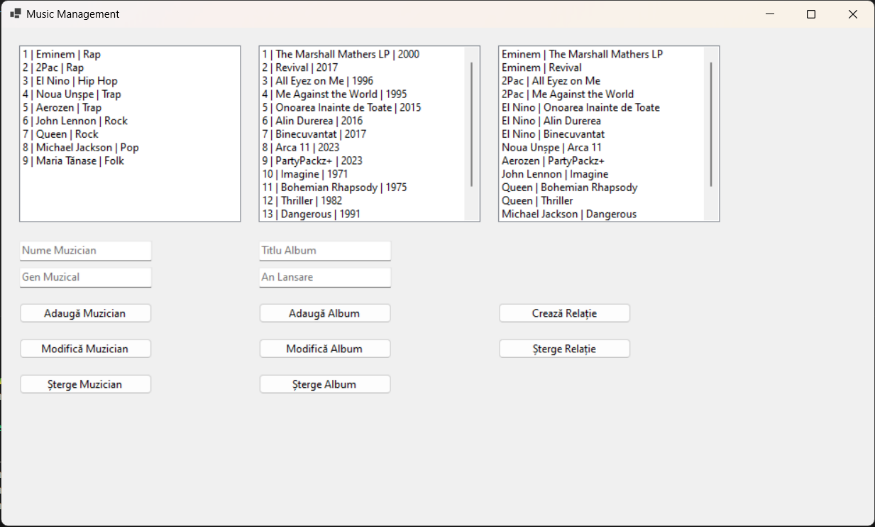 Music Management
1 | Eminem | Rap
2 | 2Pac | Rap
3 | El Nino | Hip Hop
4 | Noua Unșpe | Trap
5 | Aerozen | Trap
6 | John Lennon | Rock
7 | Queen | Rock
8 | Michael Jackson | Pop
9 | Maria Tănase | Folk
1 | The Marshall Mathers LP | 2000
2 | Revival | 2017
3 | All Eyez on Me | 1996
4 | Me Against the World | 1995
5 | Onoarea Inainte de Toate | 2015
6 | Alin Durerea | 2016
7 | Binecuvantat | 2017
8 | Arca 11 | 2023
9 | PartyPackz+ | 2023
10 | Imagine | 1971
11 | Bohemian Rhapsody | 1975
12 | Thriller | 1982
13 | Dangerous | 1991
Eminem | The Marshall Mathers LP
Eminem | Revival
2Pac | All Eyez on Me
2Pac | Me Against the World
El Nino | Onoarea Inainte de Toate
El Nino | Alin Durerea
El Nino | Binecuvantat
Noua Unșpe | Arca 11
Aerozen | PartyPackz+
John Lennon | Imagine
Queen | Bohemian Rhapsody
Queen | Thriller
Michael Jackson | Dangerous
Nume Muzician
Titlu Album
Gen Muzical
An Lansare
Adaugă Muzician
Adaugă Album
Crează Relație
Modifică Muzician
Modifică Album
Șterge Relație
Șterge Muzician
Șterge Album